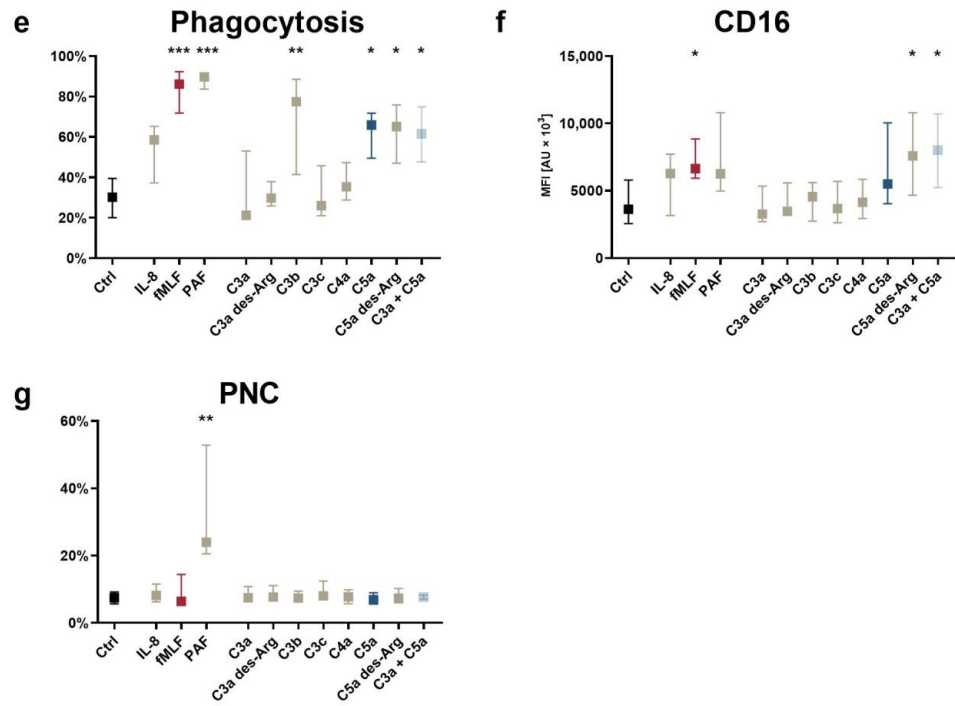 e Phagocytosis
100%
80%
60%
40%
20%
0%
*** *** ** * * *
Ctrl IL-8 fMLF PAF C3a C3a des-Arg C3b C3c C4a C5a C5a des-Arg C3a + C5a
f CD16
MFI [AU × 10³]
15,000
10,000
5000
0
* * *
Ctrl IL-8 fMLF PAF C3a C3a des-Arg C3b C3c C4a C5a C5a des-Arg C3a + C5a
g PNC
60%
40%
20%
0%
**
Ctrl IL-8 fMLF PAF C3a C3a des-Arg C3b C3c C4a C5a C5a des-Arg C3a + C5a